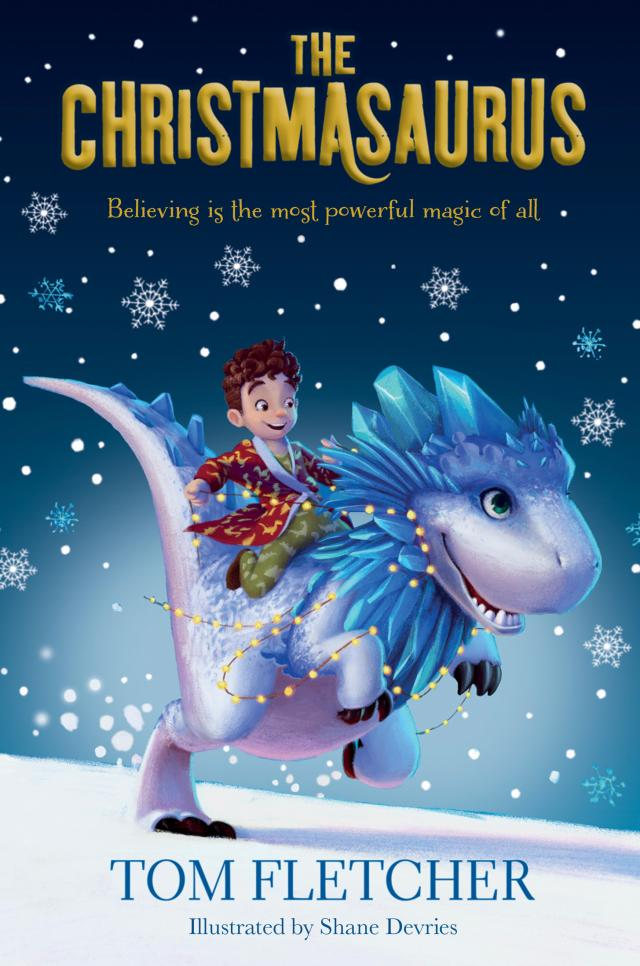 THE
CHRISTMASAURUS
Believing is the most powerful magic of all
TOM FLETCHER
Illustrated by Shane Devries